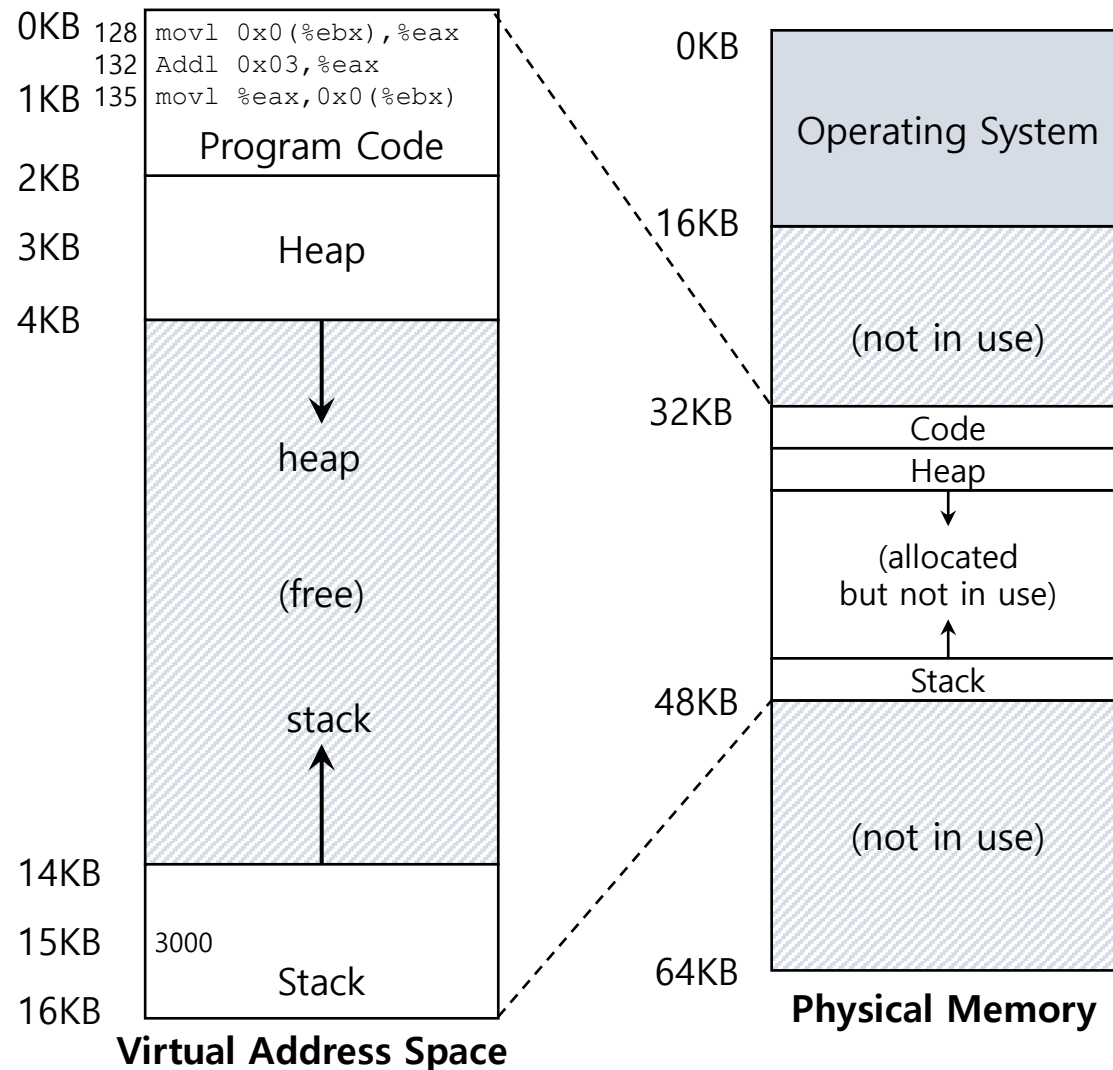 0KB
128 movl 0x0(%ebx),%eax
132 Addl 0x03,%eax
1KB
135 movl %eax,0x0(%ebx)
Program Code
2KB
3KB
Heap
4KB
heap
(free)
stack
14KB
15KB
3000
Stack
16KB
Virtual Address Space
0KB
Operating System
16KB
(not in use)
32KB
Code
Heap
(allocated
but not in use)
Stack
48KB
(not in use)
64KB
Physical Memory